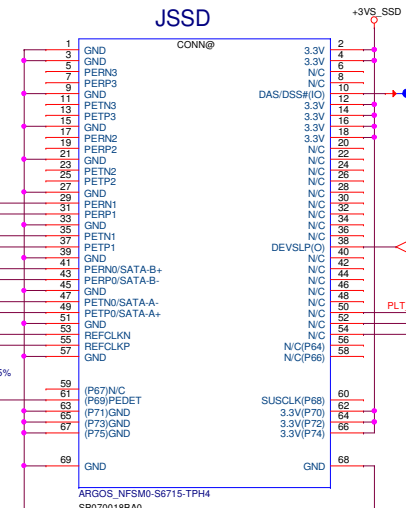 JSSD
+3VS_SSD
CONN@
1 GND 3.3V 2
3 GND 3.3V 4
5 PERN3 N/C 6
7 PERP3 N/C 8
9 GND DAS/DSS#(IO) 10
11 PETN3 3.3V 12
13 PETP3 3.3V 14
15 GND 3.3V 16
17 PERN2 3.3V 18
19 PERP2 N/C 20
21 GND N/C 22
23 PETN2 N/C 24
25 PETP2 N/C 26
27 GND N/C 28
29 PERN1 N/C 30
31 PERP1 N/C 32
33 GND N/C 34
35 PETN1 N/C 36
37 PETP1 DEVSLP(O) 38
39 GND N/C 40
41 PERN0/SATA-B+ N/C 42
43 PERP0/SATA-B- N/C 44
45 GND N/C 46
47 PETN0/SATA-A- N/C 48
49 PETP0/SATA-A+ N/C 50 PLT
51 GND N/C 52
53 REFCLKN N/C 54
55 REFCLKP N/C(P64) 56
57 GND N/C(P66) 58
59 (P67)N/C
61 (P69)PEDET SUSCLK(P68) 60
63 (P71)GND 3.3V(P70) 62
65 (P73)GND 3.3V(P72) 64
67 (P75)GND 3.3V(P74) 66
69 GND GND 68
ARGOS_NFSM0-S6715-TPH4